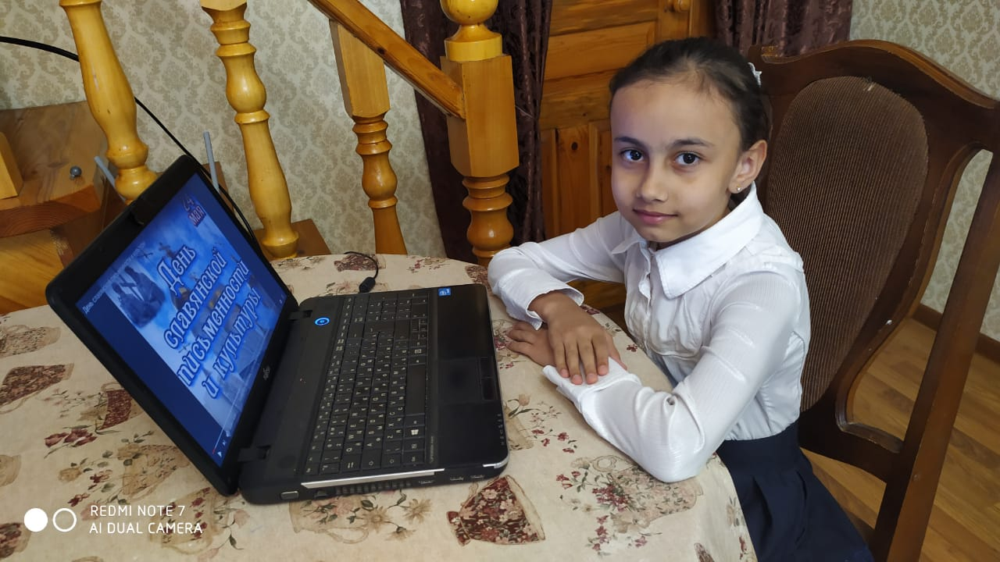 24
мая
День
славянской
письменности
и культуры
REDMI NOTE 7
AI DUAL CAMERA